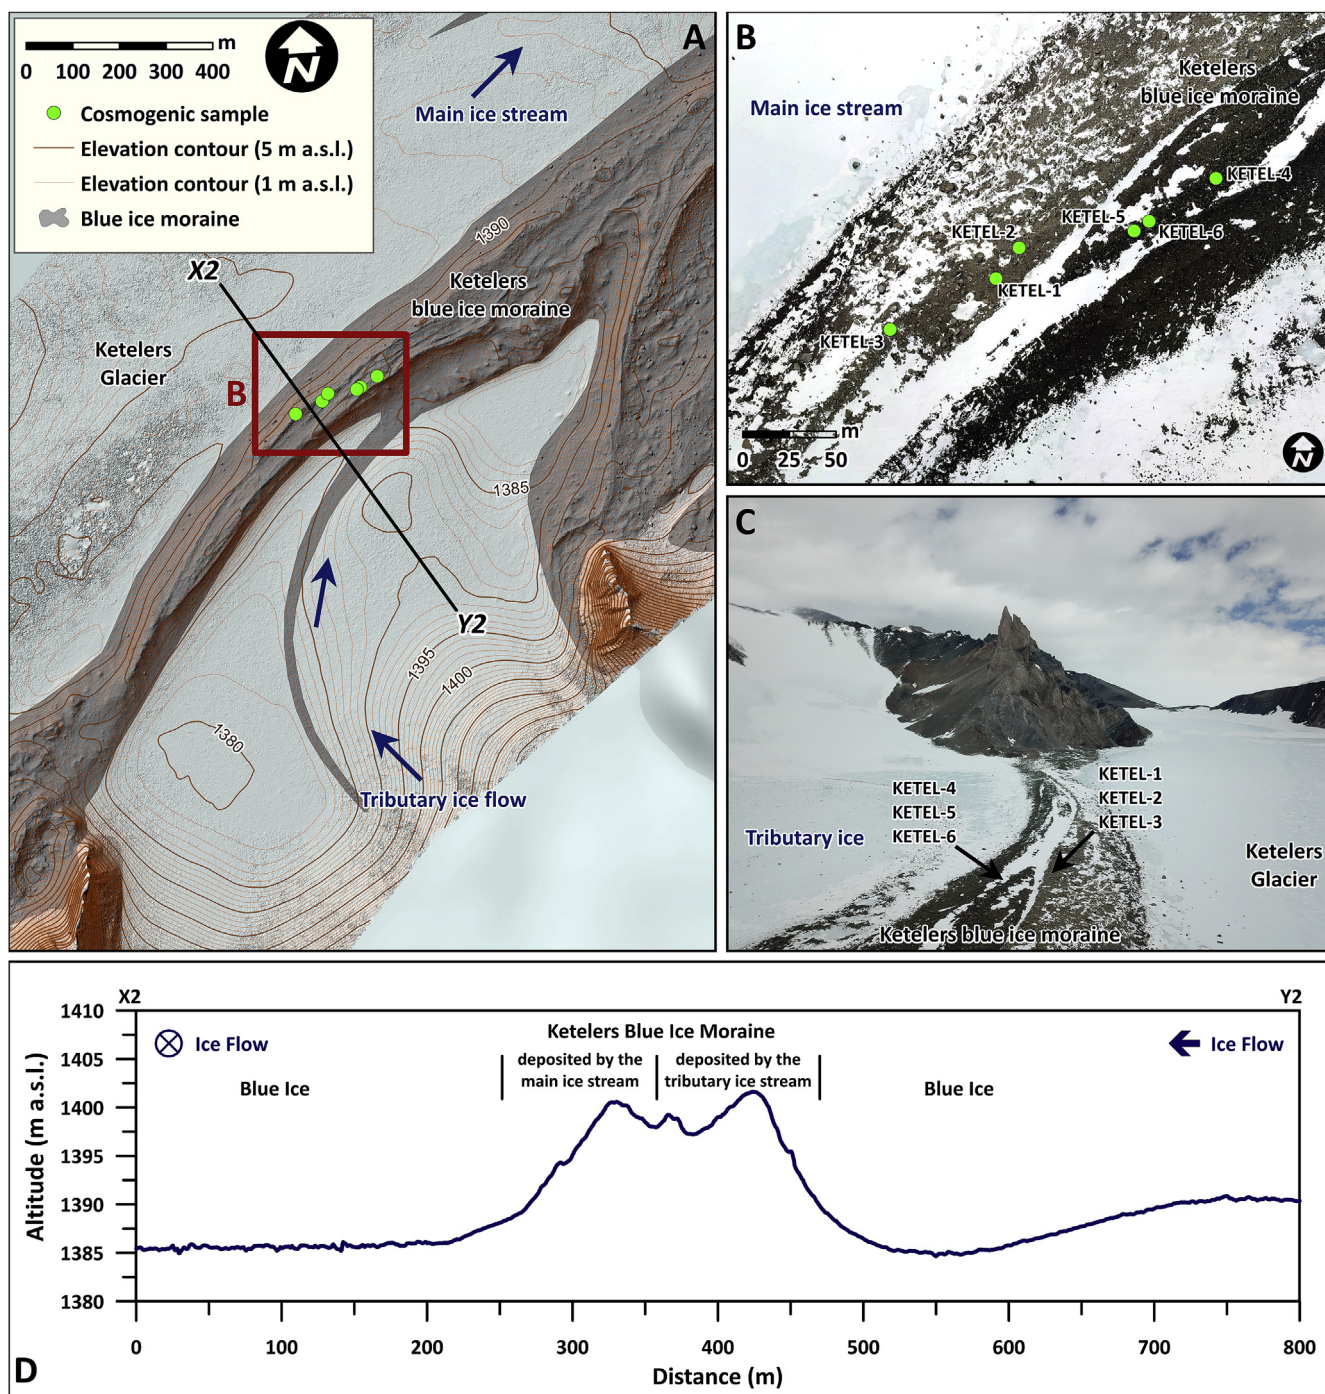 A
m
0 100 200 300 400
N
Cosmogenic sample
Elevation contour (5 m a.s.l.)
Elevation contour (1 m a.s.l.)
Blue ice moraine
Main ice stream
1390
X2
Ketelers
blue ice moraine
Ketelers
Glacier
B
1385
Y2
1395
1400
1380
Tributary ice flow
B
Ketelers
blue ice moraine
Main ice stream
KETEL-4
KETEL-5
KETEL-6
KETEL-2
KETEL-1
KETEL-3
m
0 25 50
N
C
KETEL-4
KETEL-5
KETEL-6
KETEL-1
KETEL-2
KETEL-3
Tributary ice
Ketelers
Glacier
Ketelers blue ice moraine
X2
Y2
Ketelers Blue Ice Moraine
Ice Flow
deposited by the
main ice stream
deposited by the
tributary ice stream
Ice Flow
Blue Ice
Blue Ice
Altitude (m a.s.l.)
1410
1405
1400
1395
1390
1385
1380
0 100 200 300 400 500 600 700 800
Distance (m)
D